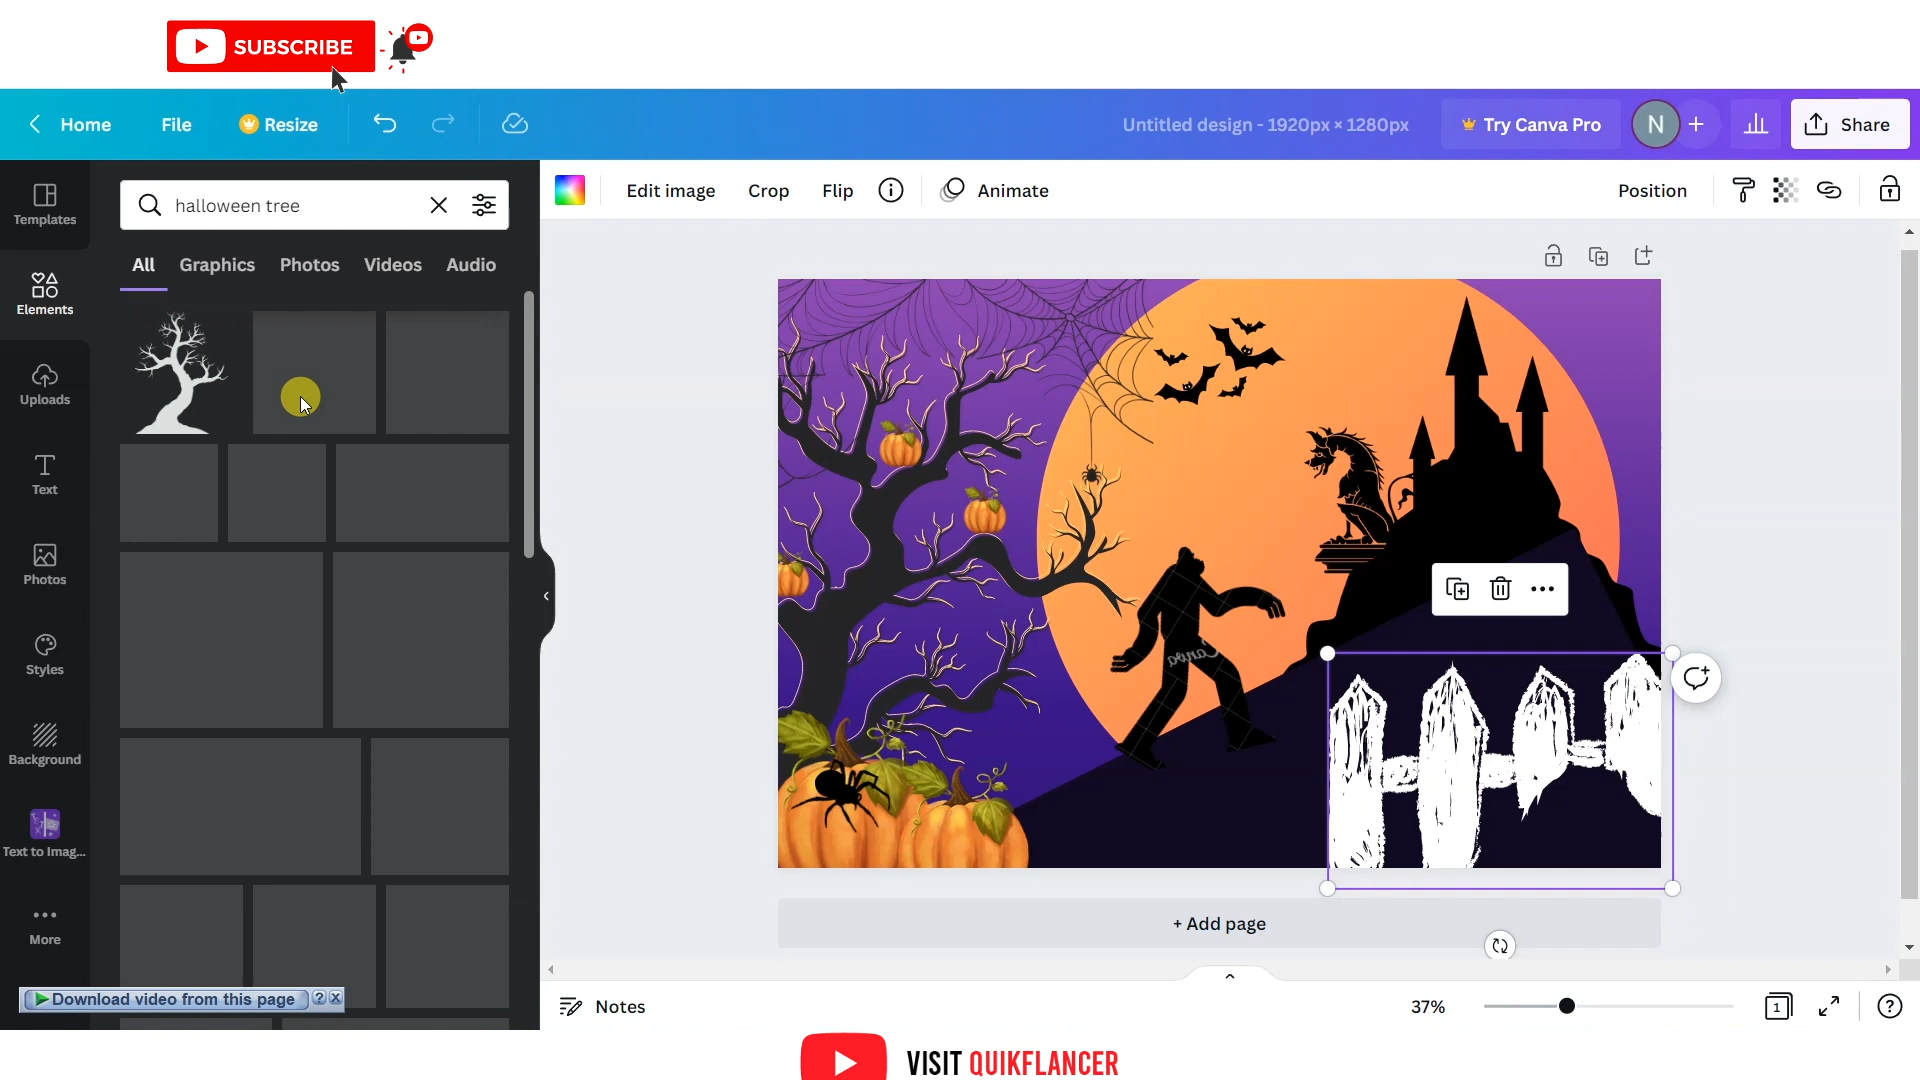 SUBSCRIBE
Home File Resize Untitled design - 1920px × 1280px Try Canva Pro N + Share
halloween tree
Edit image Crop Flip Animate Position
All Graphics Photos Videos Audio
Templates
Elements
Uploads
Text
Photos
Styles
Background
Text to Imag...
More
Canva
+ Add page
Download video from this page ? X
Notes 37% 1 ?
VISIT QUIKFLANCER